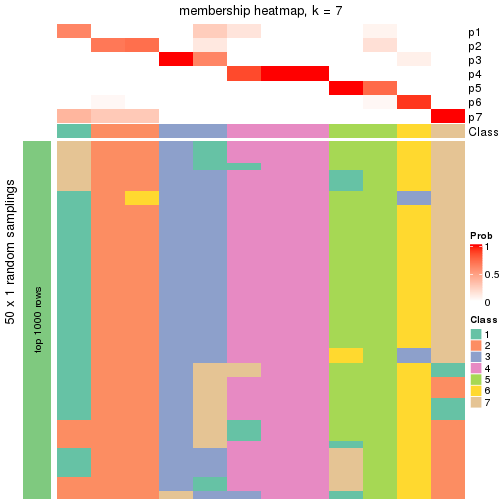 membership heatmap, k = 7
p1
p2
p3
p4
p5
p6
p7
Class
50 x 1 random samplings
top 1000 rows
Prob
1
0.5
0
Class
1
2
3
4
5
6
7